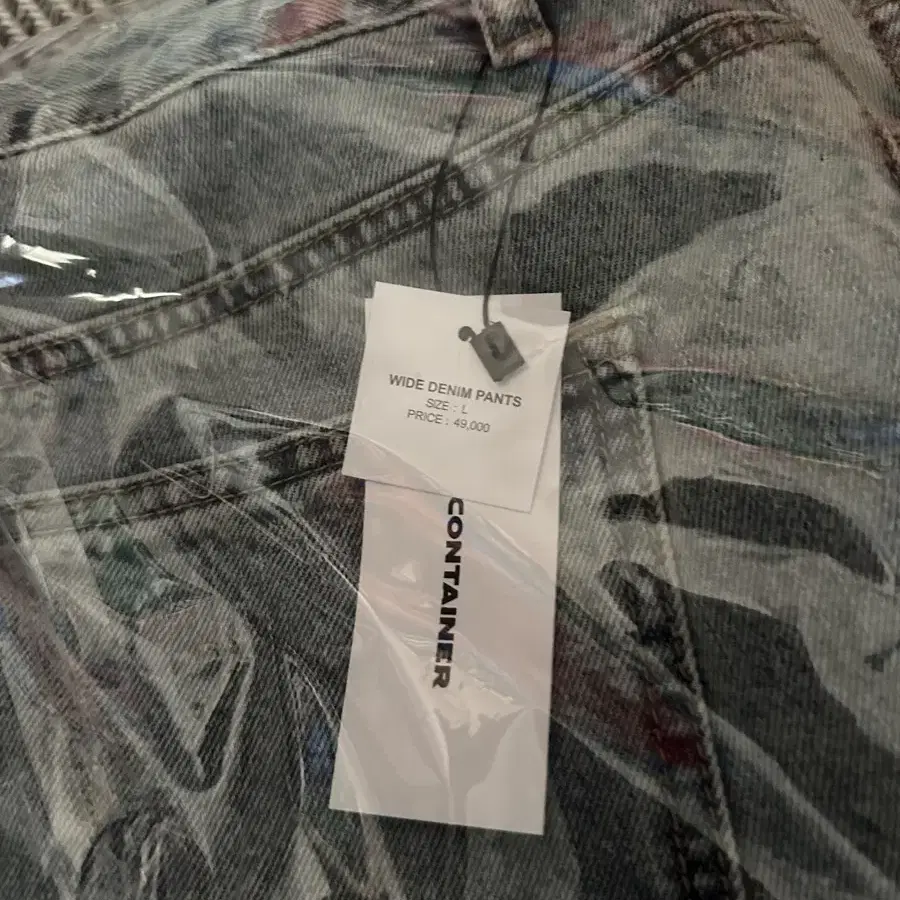 WIDE DENIM PANTS
SIZE : L
PRICE : 49,000
CONTAINER